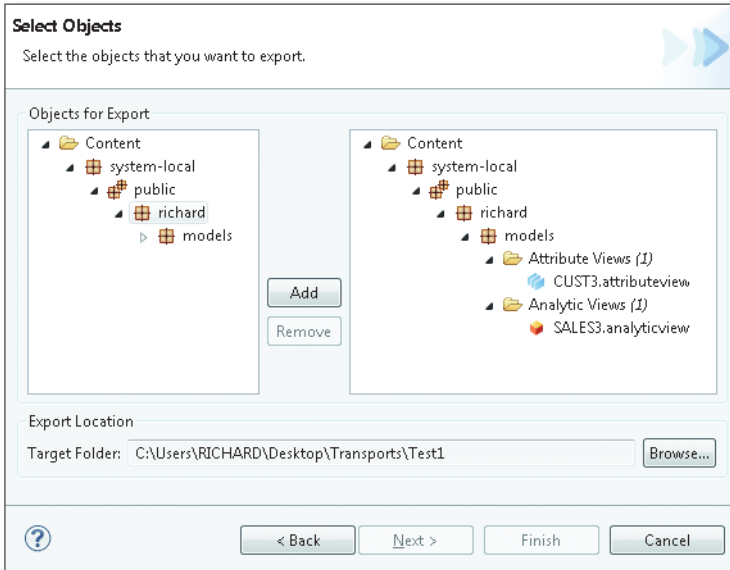 Select Objects
Select the objects that you want to export.
Objects for Export
Content
system-local
public
richard
models
Add
Remove
Content
system-local
public
richard
models
Attribute Views (1)
CUST3.attributeview
Analytic Views (1)
SALES3.analyticview
Export Location
Target Folder: C:\Users\RICHARD\Desktop\Transports\Test1 Browse...
? < Back Next > Finish Cancel